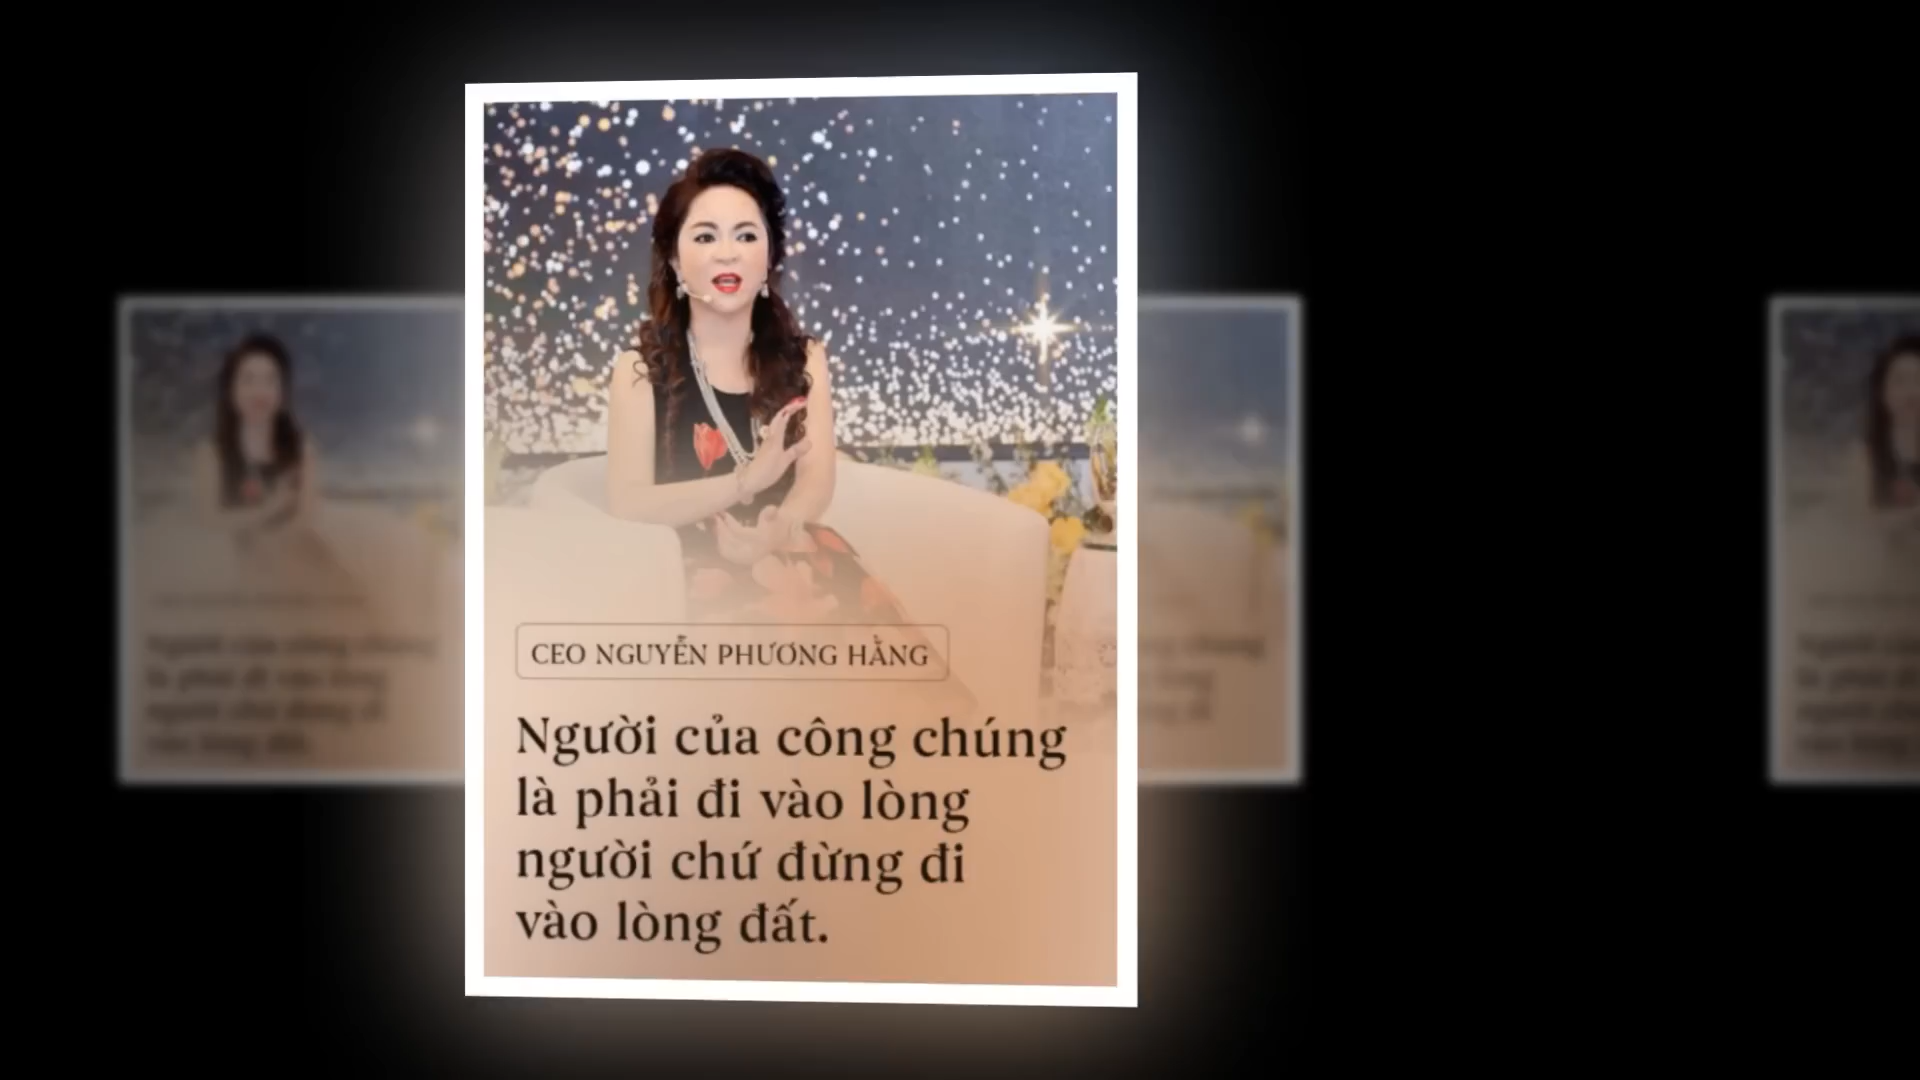 CEO NGUYỄN PHƯƠNG HẰNG
Người của công chúng
là phải đi vào lòng
người chứ đừng đi
vào lòng đất.